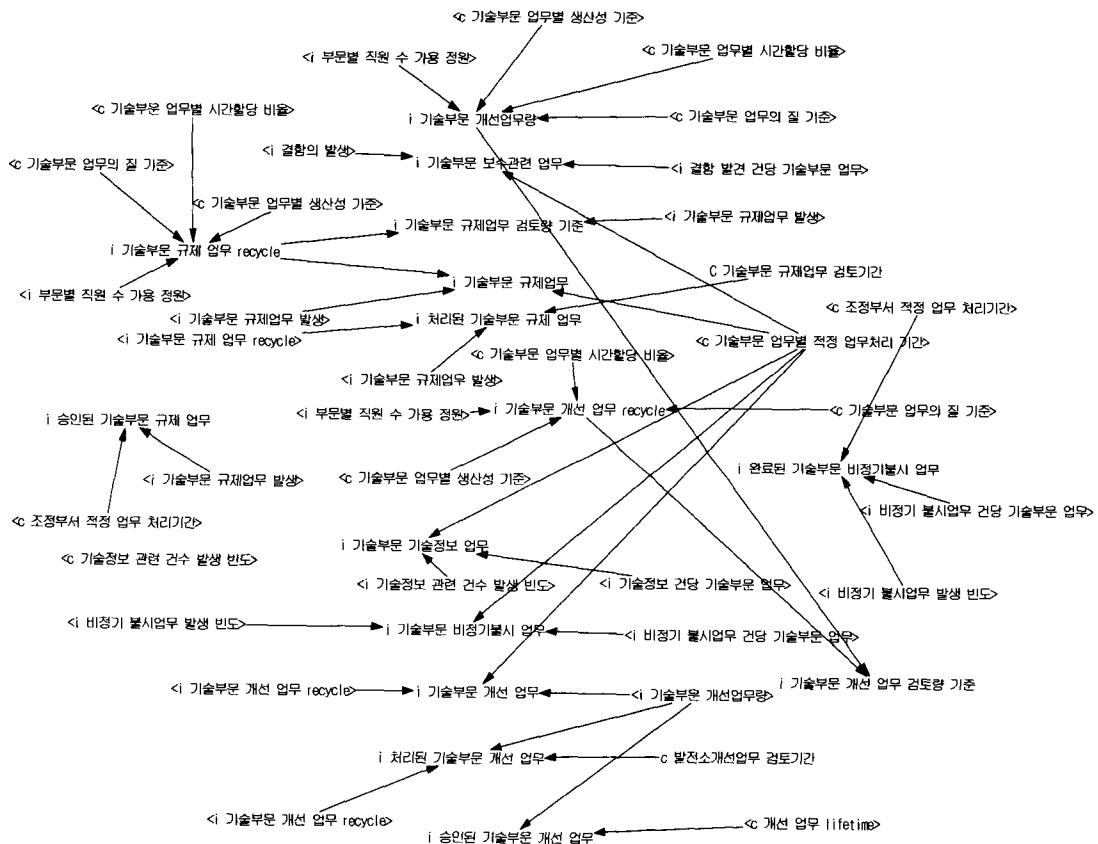 <c 기술부문 업무별 생산성 기준>
<i 부문별 직원 수 가용 정원>
<c 기술부문 업무별 시간할당 비율>
<c 기술부문 업무별 시간할당 비율>
i 기술부문 개선업무량
<c 기술부문 업무의 질 기준>
<i 결함의 발생>
<c 기술부문 업무의 질 기준>
i 기술부문 보수관련 업무
<i 결함 발견 건당 기술부문 업무>
<c 기술부문 업무별 생산성 기준>
i 기술부문 규제업무 검토량 기준
<i 기술부문 규제업무 발생>
i 기술부문 규제 업무 recycle
C 기술부문 규제업무 검토기간
i 기술부문 규제업무
<i 부문별 직원 수 가용 정원>
<c 조정부서 적정 업무 처리기간>
<i 기술부문 규제업무 발생>
i 처리된 기술부문 규제 업무
<i 기술부문 규제 업무 recycle>
<c 기술부문 업무별 적정 업무처리 기간>
<c 기술부문 업무별 시간할당 비율>
<i 기술부문 규제업무 발생>
<i 부문별 직원 수 가용 정원>
i 기술부문 개선 업무 recycle
<c 기술부문 업무의 질 기준>
i 승인된 기술부문 규제 업무
i 완료된 기술부문 비정기불시 업무
<i 기술부문 규제업무 발생>
<c 기술부문 업무별 생산성 기준>
<i 비정기 불시업무 건당 기술부문 업무>
<c 조정부서 적정 업무 처리기간>
i 기술부문 기술정보 업무
<c 기술정보 관련 건수 발생 빈도>
<i 기술정보 관련 건수 발생 빈도>
<i 기술정보 건당 기술부문 업무>
<i 비정기 불시업무 발생 빈도>
<i 비정기 불시업무 발생 빈도>
i 기술부문 비정기불시 업무
<i 비정기 불시업무 건당 기술부문 업무>
i 기술부문 개선 업무 검토량 기준
<i 기술부문 개선 업무 recycle>
i 기술부문 개선 업무
<i 기술부문 개선업무량>
i 처리된 기술부문 개선 업무
c 발전소개선업무 검토기간
<i 기술부문 개선 업무 recycle>
<c 개선 업무 lifetime>
i 승인된 기술부문 개선 업무